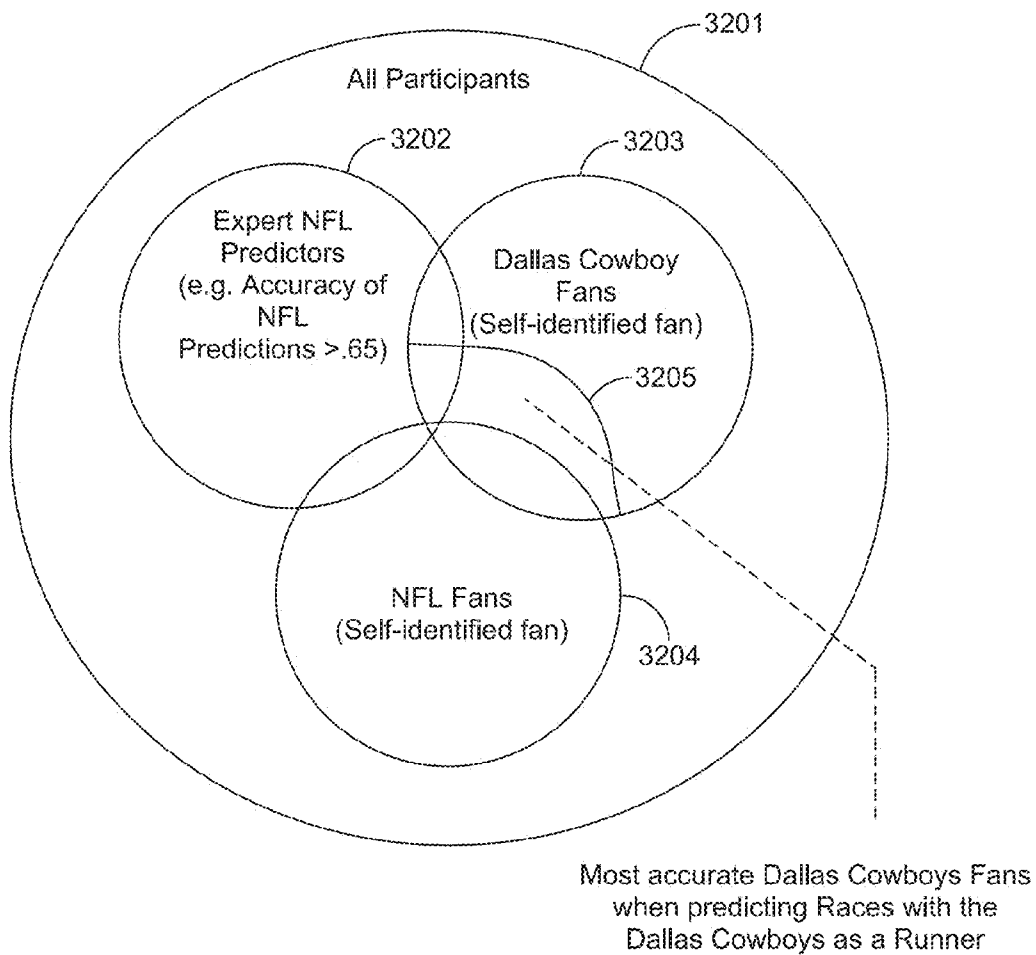 3201
All Participants
3202
3203
Expert NFL
Predictors
(e.g. Accuracy of
NFL
Predictions >.65)
Dallas Cowboy
Fans
(Self-identified fan)
3205
NFL Fans
(Self-identified fan)
3204
Most accurate Dallas Cowboys Fans
when predicting Races with the
Dallas Cowboys as a Runner